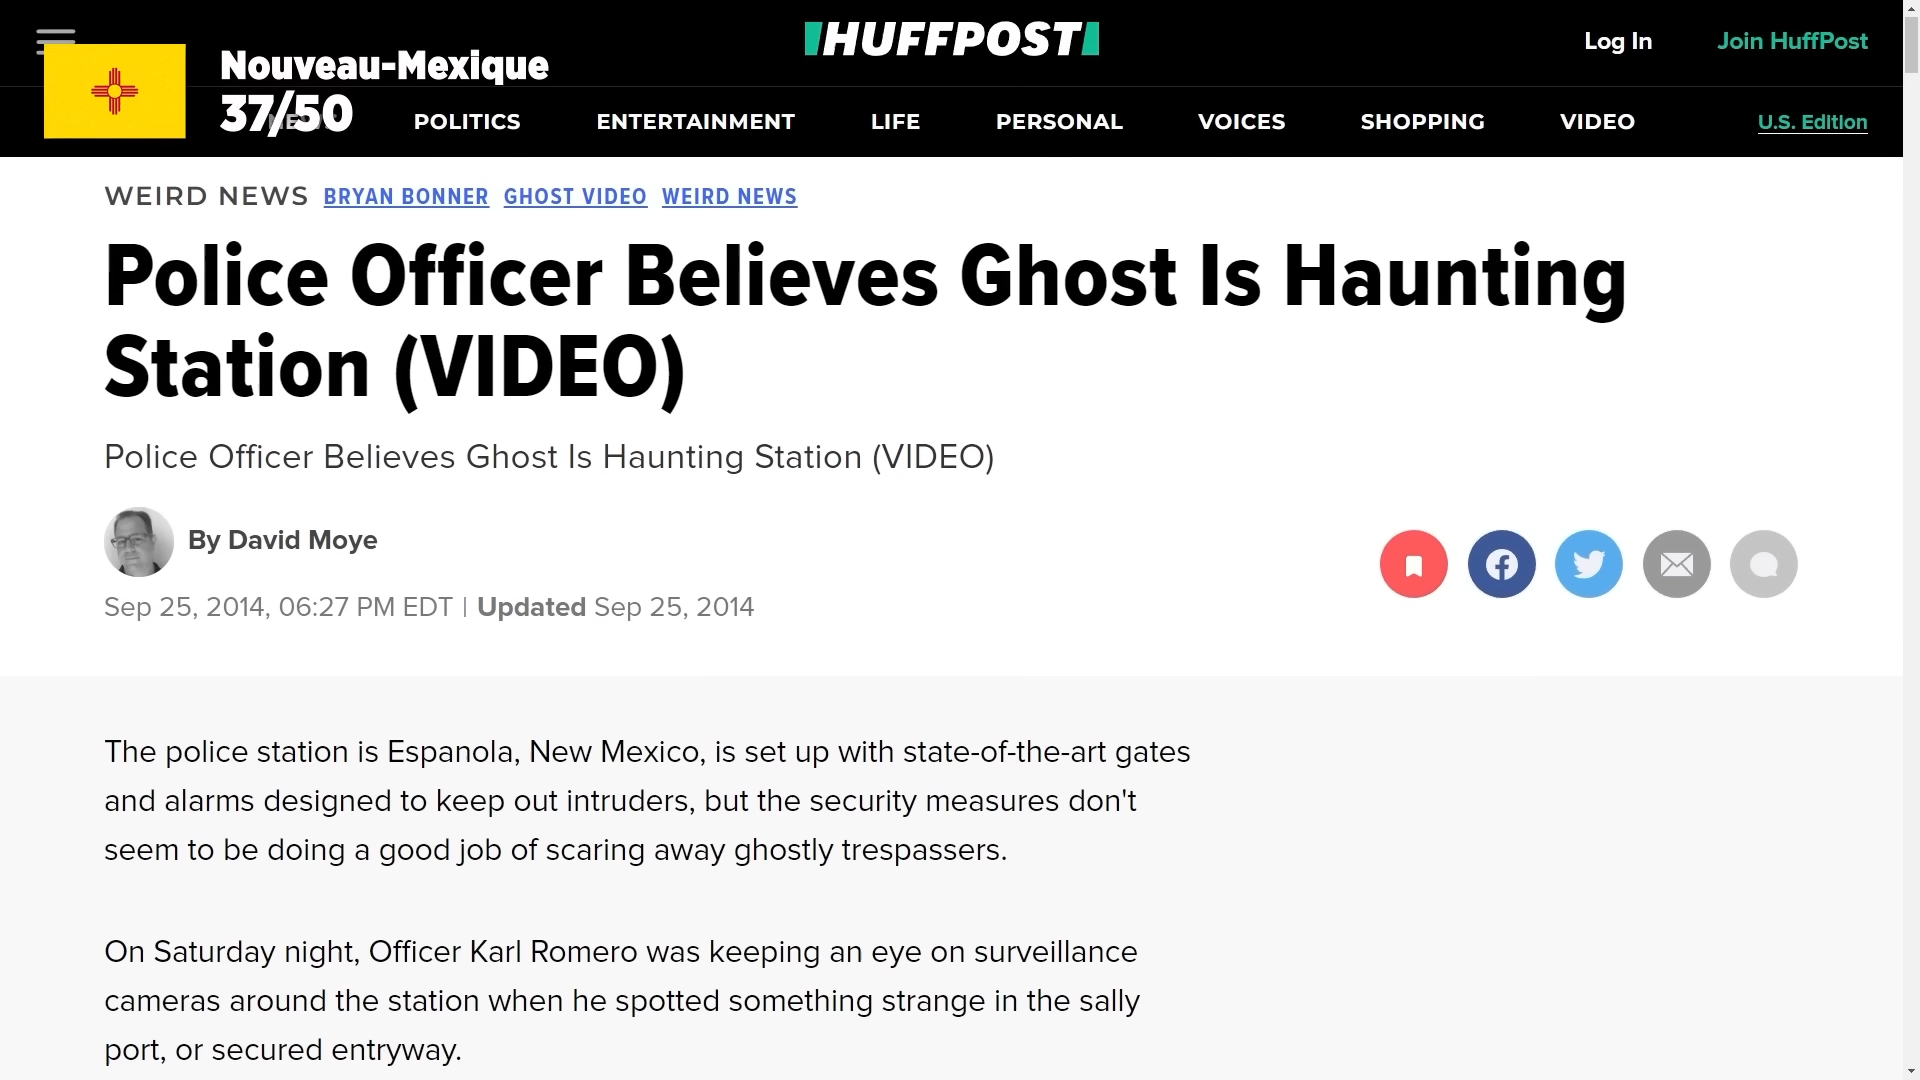 HUFFPOST
Log In
Join HuffPost
Nouveau-Mexique
37/50
POLITICS
ENTERTAINMENT
LIFE
PERSONAL
VOICES
SHOPPING
VIDEO
U.S. Edition
WEIRD NEWS BRYAN BONNER GHOST VIDEO WEIRD NEWS
Police Officer Believes Ghost Is Haunting
Station (VIDEO)
Police Officer Believes Ghost Is Haunting Station (VIDEO)
By David Moye
Sep 25, 2014, 06:27 PM EDT | Updated Sep 25, 2014
The police station is Espanola, New Mexico, is set up with state-of-the-art gates
and alarms designed to keep out intruders, but the security measures don't
seem to be doing a good job of scaring away ghostly trespassers.
On Saturday night, Officer Karl Romero was keeping an eye on surveillance
cameras around the station when he spotted something strange in the sally
port, or secured entryway.